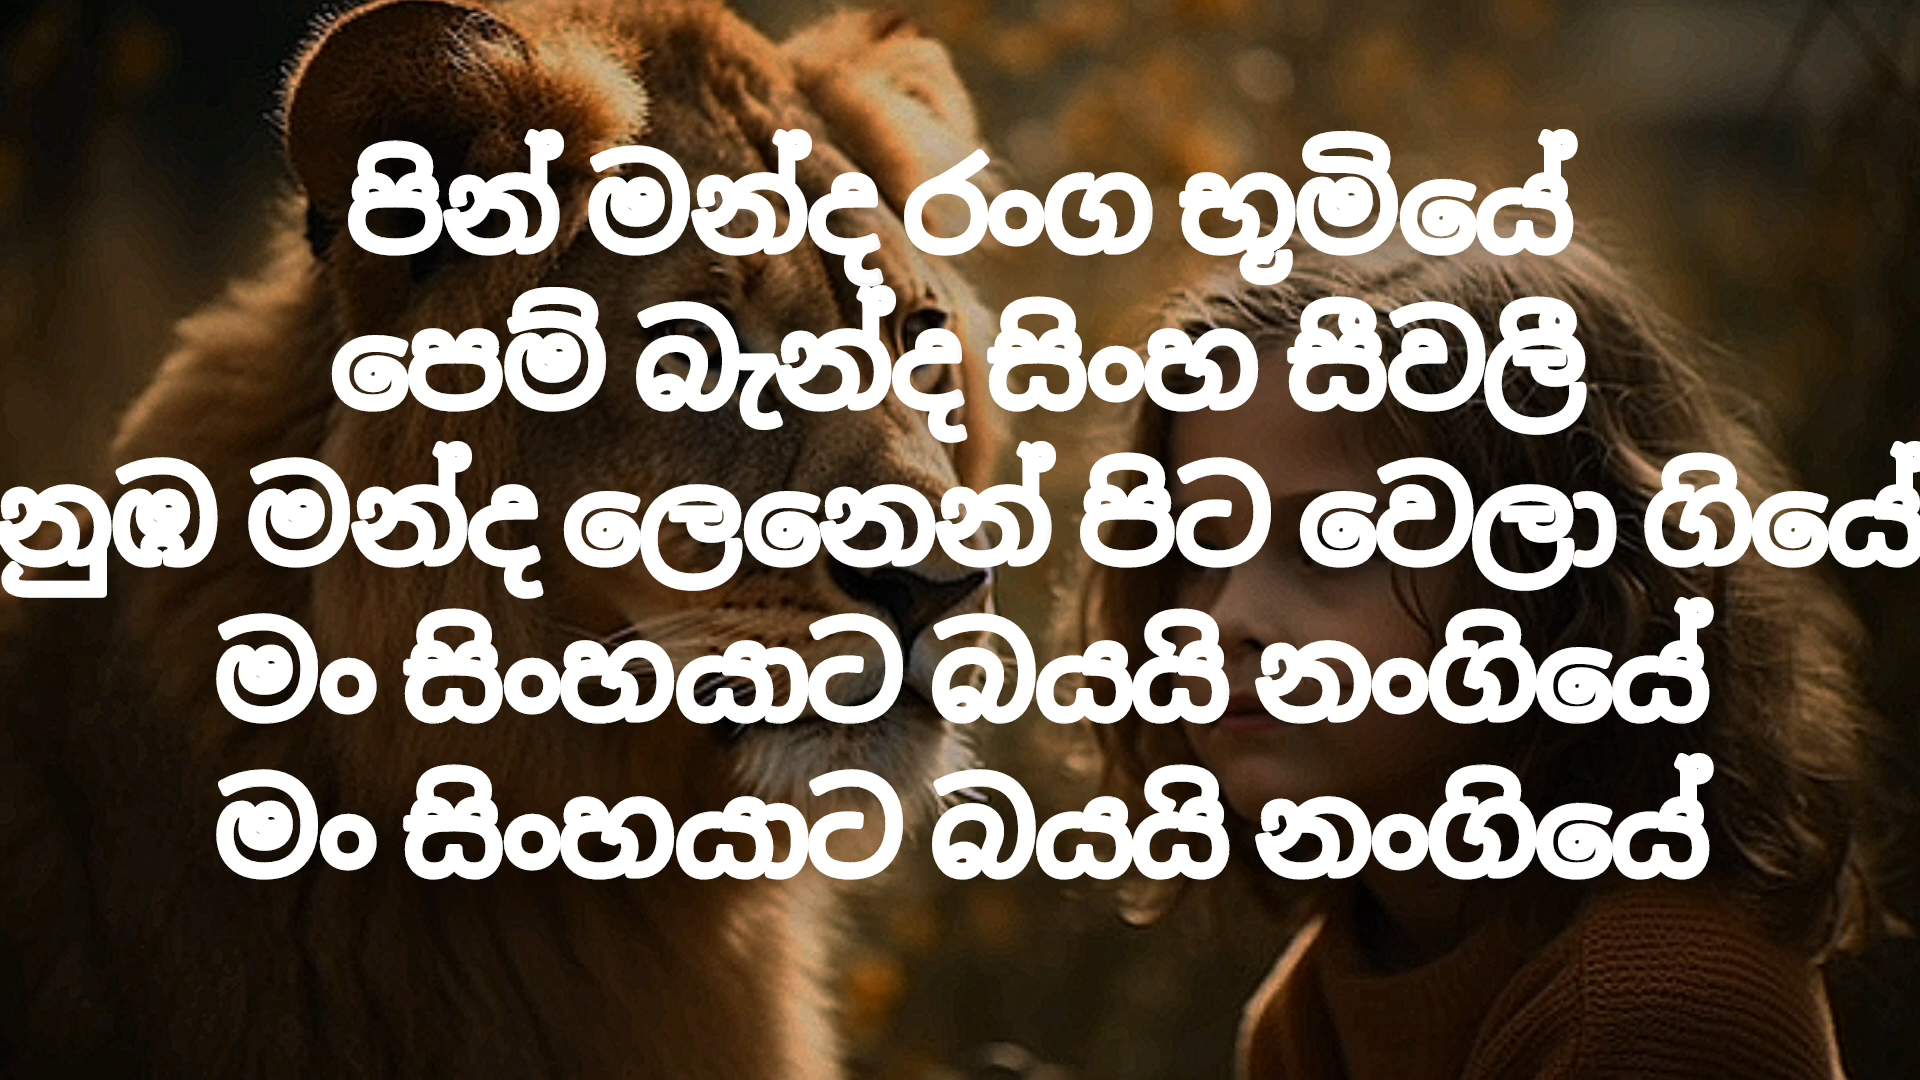 පින් මන්ද රංග භූමියේ
පෙම් බැන්ද සිංහ සීවලී
නුඹ මන්ද ලෙනෙන් පිට වෙලා ගියේ
මං සිංහයාට බයයි නංගියේ
මං සිංහයාට බයයි නංගියේ